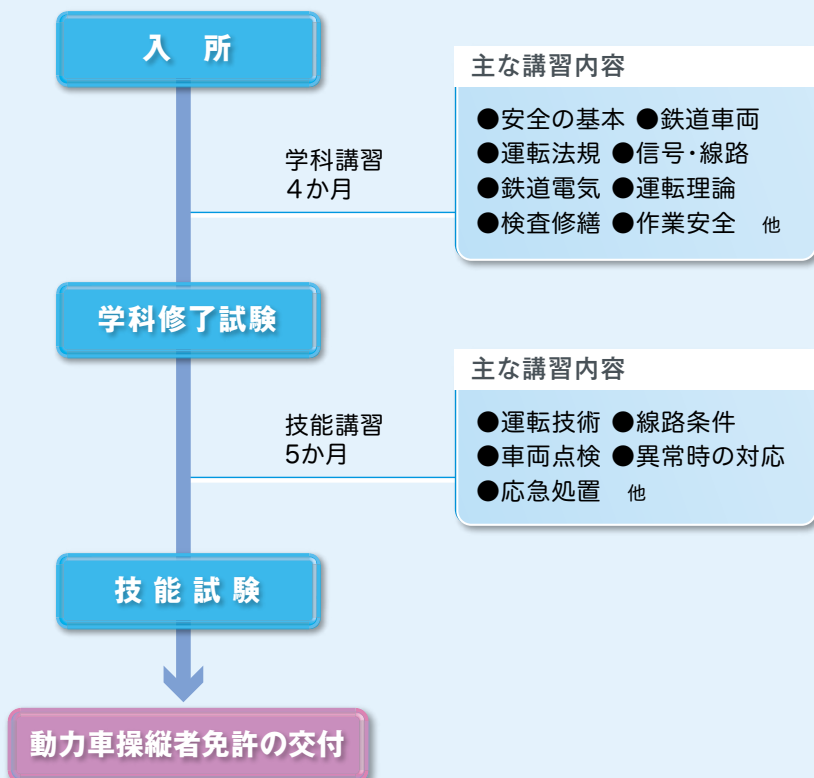 入 所
主な講習内容
●安全の基本 ●鉄道車両
●運転法規 ●信号・線路
●鉄道電気 ●運転理論
●検査修繕 ●作業安全 他
学科講習
4か月
学科修了試験
主な講習内容
●運転技術 ●線路条件
●車両点検 ●異常時の対応
●応急処置 他
技能講習
5か月
技能試験
動力車操縦者免許の交付